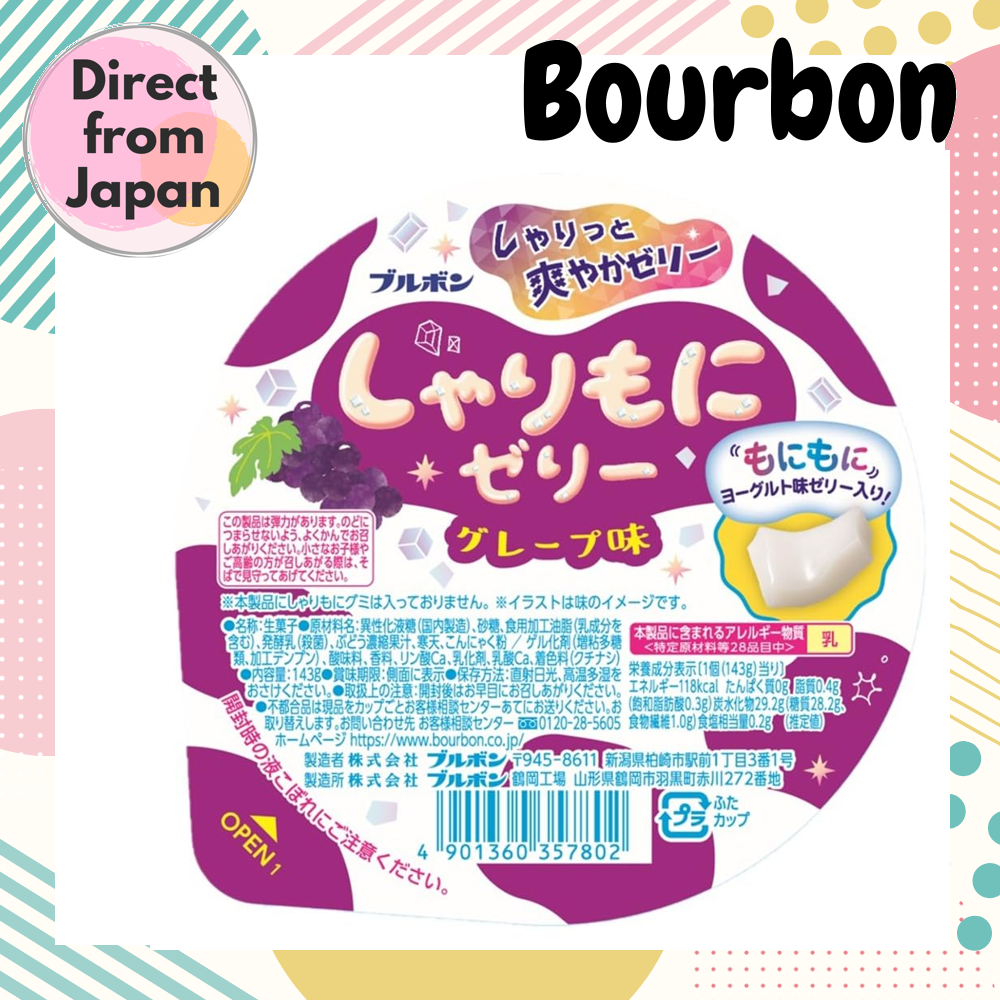 Direct
from
Japan
Bourbon
しゃりっと
爽やかゼリー
ブルボン
しゃりもに
ゼリー
グレープ味
もにもに
ヨーグルト味ゼリー入り!
この製品は弾力があります。のどに
つまらせないよう、よくかんでお召
しあがりください。小さなお子様や
ご高齢の方が召しあがる際は、そ
ばで見守ってあげてください。
※本製品にしゃりもにグミは入っておりません。※イラストは味のイメージです。
●名称:生菓子●原材料名:異性化液糖(国内製造)、砂糖、食用加工油脂(乳成分を
含む)、発酵乳(殺菌)、ぶどう濃縮果汁、寒天、こんにゃく粉／ゲル化剤(増粘多糖
類、加工デンプン)、酸味料、香料、リン酸Ca、乳化剤、乳酸Ca、着色料(クチナシ)
●内容量:143g●賞味期限:側面に表示●保存方法:直射日光、高温多湿を
おさけください。●取扱上の注意:開封後はお早目にお召しあがりください。
●不都合品は現品をカップごとお客様相談センターあてにお送りください。お
取り替えします。お問い合わせ先 お客様相談センター 0120-28-5605
ホームページ https://www.bourbon.co.jp/
本製品に含まれるアレルギー物質
<特定原材料等28品目中>
乳
栄養成分表示(1個(143g)当り)
エネルギー118kcal たんぱく質0g 脂質0.4g
(飽和脂肪酸0.3g)炭水化物29.2g(糖質28.2g、
食物繊維1.0g)食塩相当量0.2g (推定値)
製造者 株式会社 ブルボン 〒945-8611 新潟県柏崎市駅前1丁目3番1号
製造所 株式会社 ブルボン 鶴岡工場 山形県鶴岡市羽黒町赤川272番地
開封時の液こぼれにご注意ください。
OPEN1
4 901360 357802
プラ
ふた
カップ